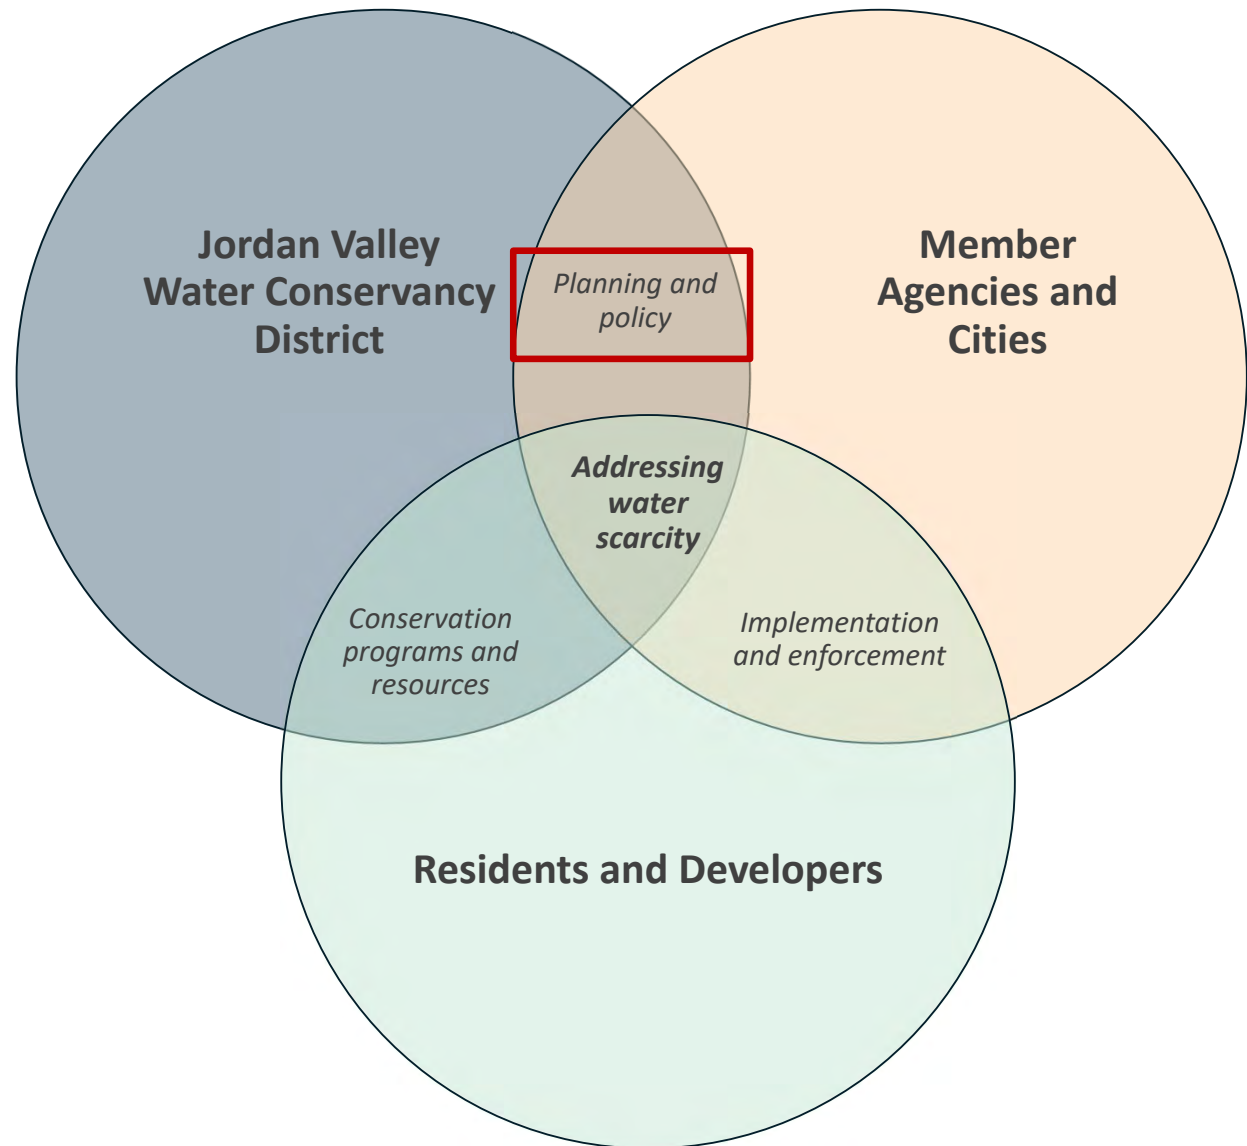 Jordan Valley
Water Conservancy
District
Member
Agencies and
Cities
Planning and
policy
Addressing
water
scarcity
Conservation
programs and
resources
Implementation
and enforcement
Residents and Developers